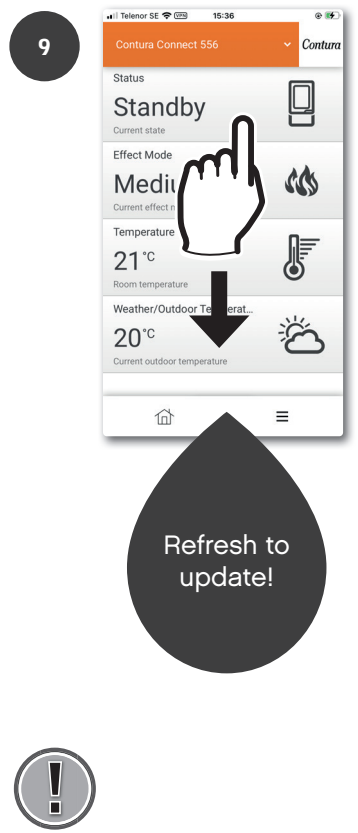 9
Telenor SE VPN 15:36
Contura Connect 556
Contura
Status
Standby
Current state
Effect Mode
Current effect
Temperature
21°C
Room temperature
Weather/Outdoor
20°C
Current outdoor temperature
Refresh to
update!
!